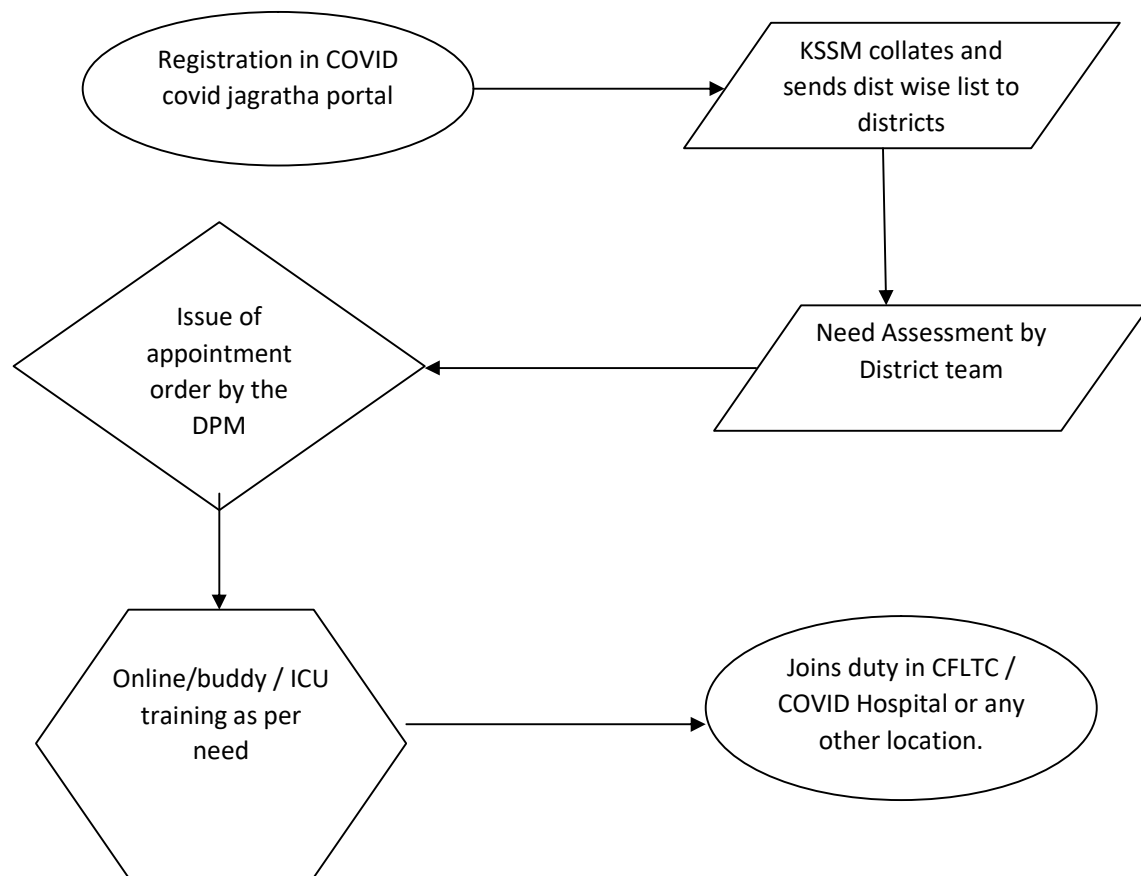 Registration in COVID
covid jagratha portal
KSSM collates and
sends dist wise list to
districts
Need Assessment by
District team
Issue of
appointment
order by the
DPM
Online/buddy / ICU
training as per
need
Joins duty in CFLTC /
COVID Hospital or any
other location.